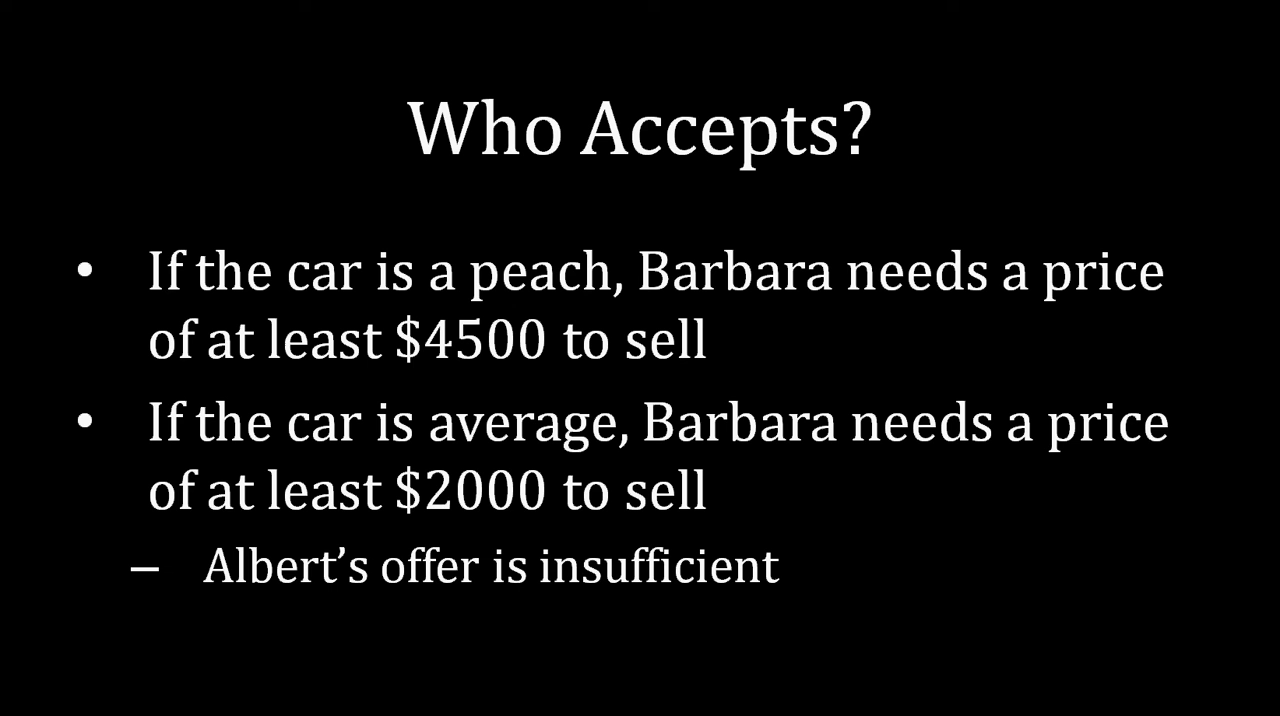 Who Accepts?
• If the car is a peach, Barbara needs a price
of at least $4500 to sell
• If the car is average, Barbara needs a price
of at least $2000 to sell
– Albert’s offer is insufficient